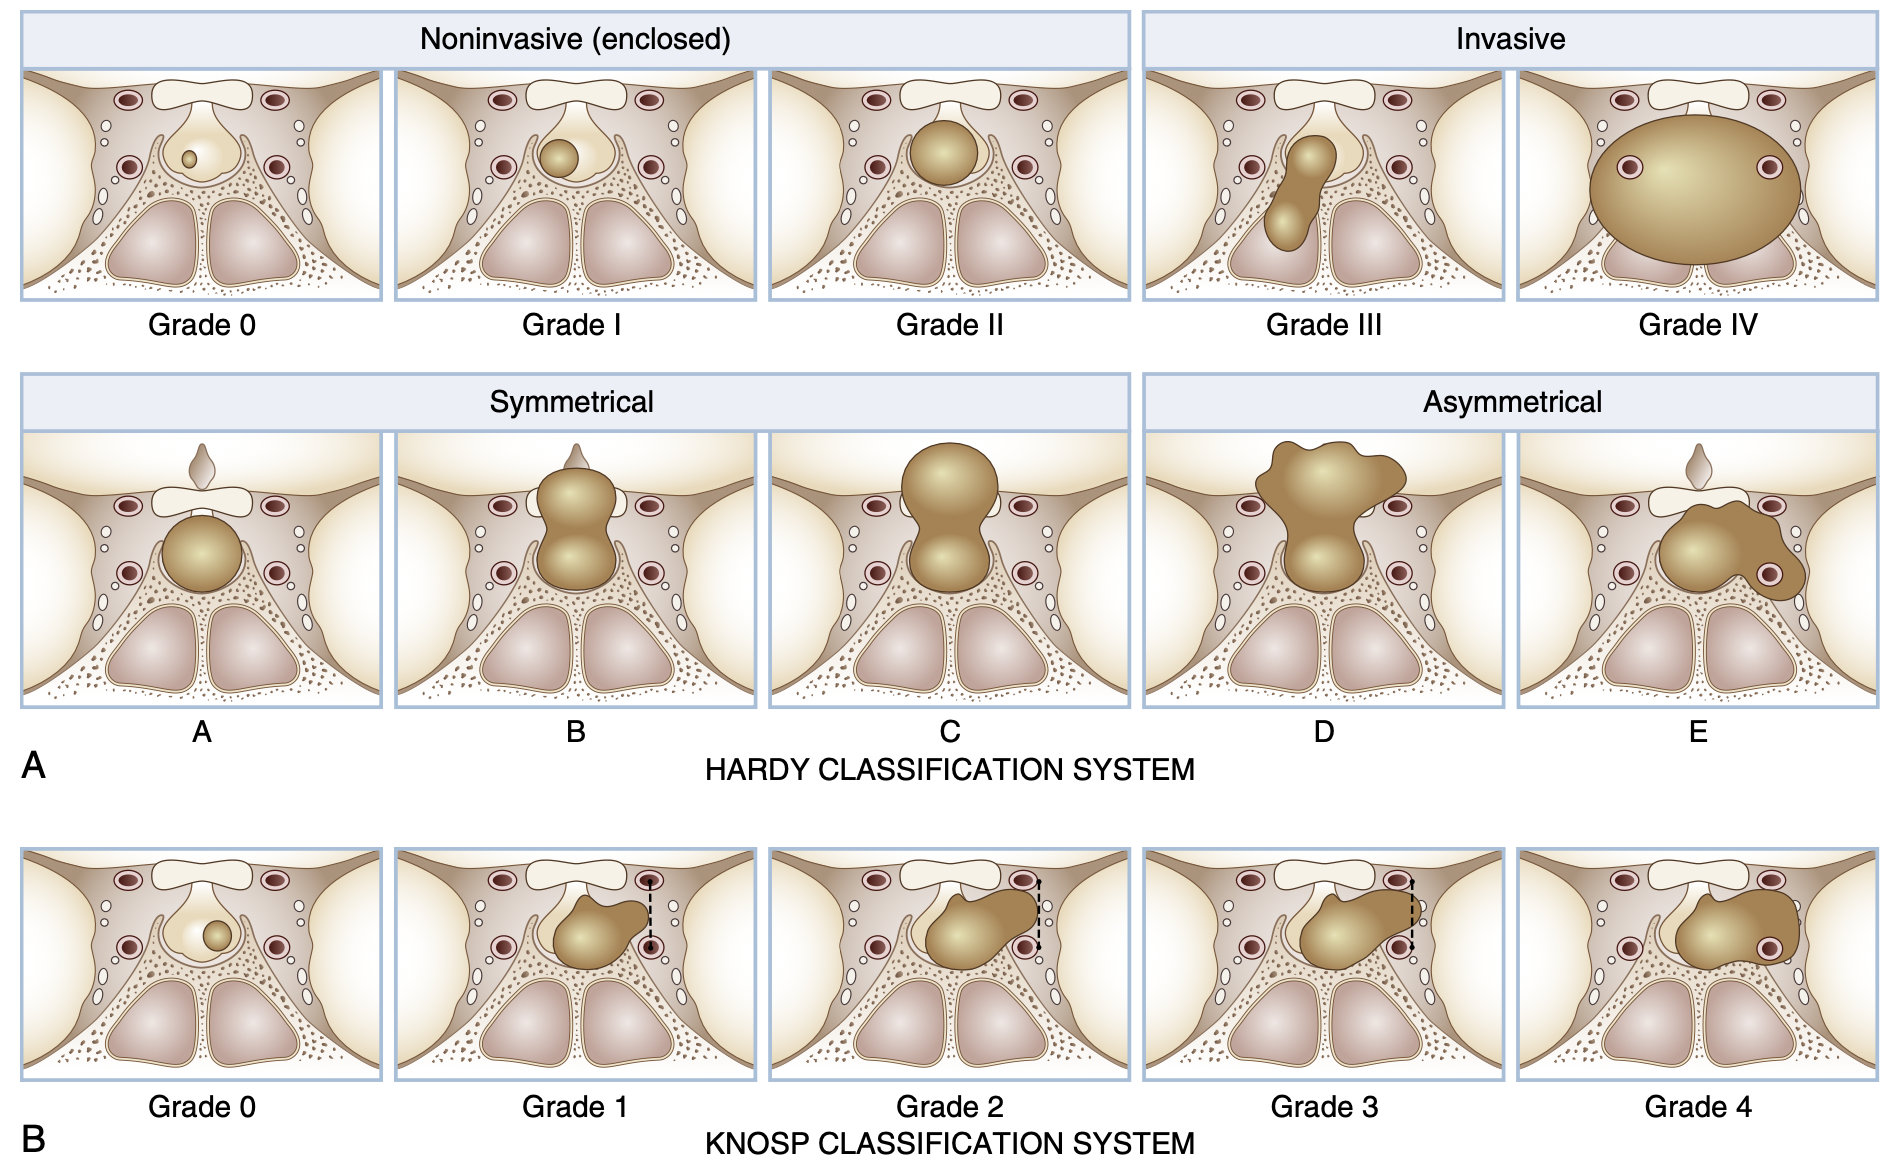 Noninvasive (enclosed)
Invasive
Grade 0
Grade I
Grade II
Grade III
Grade IV
Symmetrical
Asymmetrical
A
B
C
D
E
A
HARDY CLASSIFICATION SYSTEM
Grade 0
Grade 1
Grade 2
Grade 3
Grade 4
B
KNOSP CLASSIFICATION SYSTEM